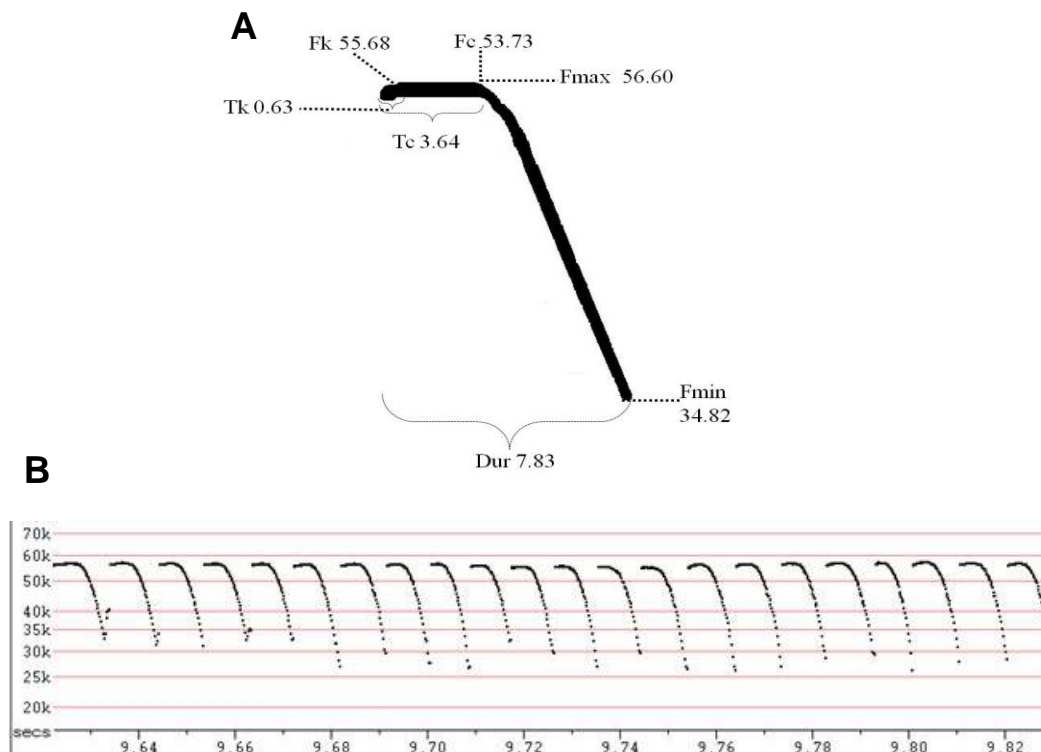 A
Fk 55.68
Fc 53.73
Fmax 56.60
Tk 0.63
Tc 3.64
Fmin
34.82
Dur 7.83
B
70k
60k
50k
40k
35k
30k
25k
20k
secs
9.64 9.66 9.68 9.70 9.72 9.74 9.76 9.78 9.80 9.82